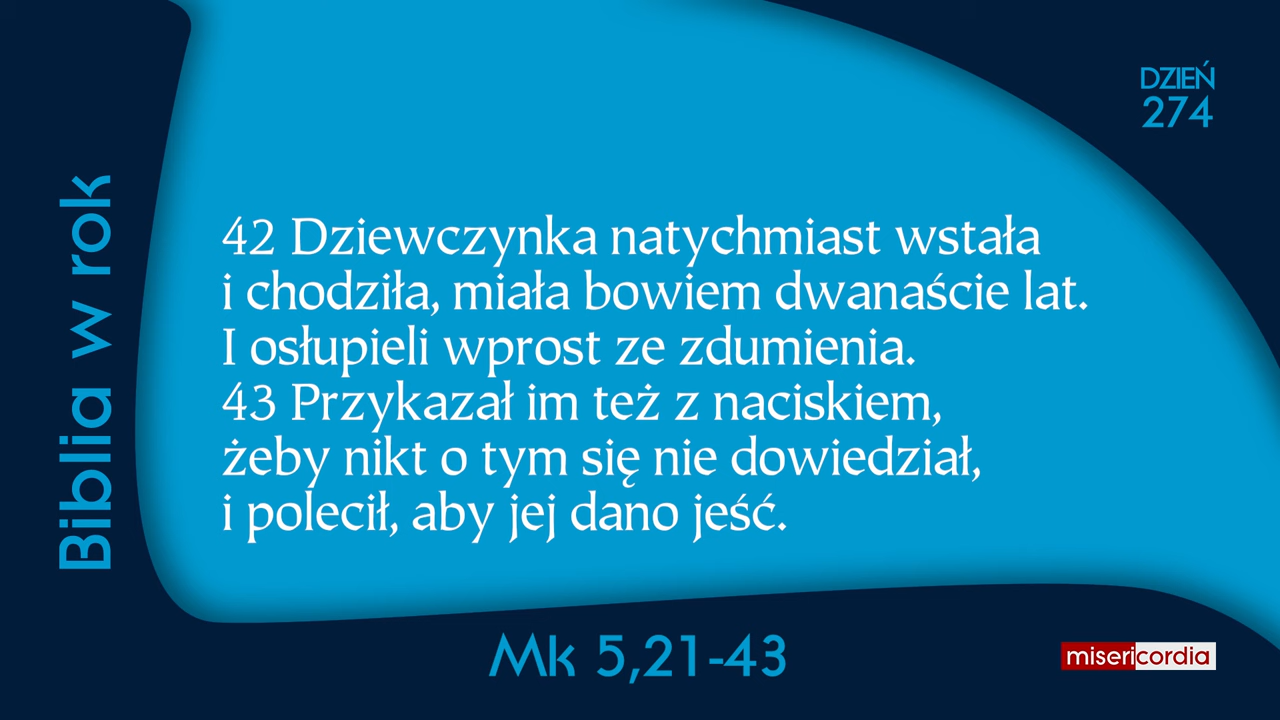 DZIEŃ
274
Biblia w rok
42 Dziewczynka natychmiast wstała
i chodziła, miała bowiem dwanaście lat.
I osłupieli wprost ze zdumienia.
43 Przykazał im też z naciskiem,
żeby nikt o tym się nie dowiedział,
i polecił, aby jej dano jeść.
Mk 5,21-43
misericordia